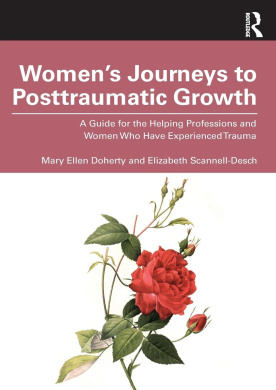 ROUTLEDGE
Women's Journeys to
Posttraumatic Growth
A Guide for the Helping Professions and
Women Who Have Experienced Trauma
Mary Ellen Doherty and Elizabeth Scannell-Desch